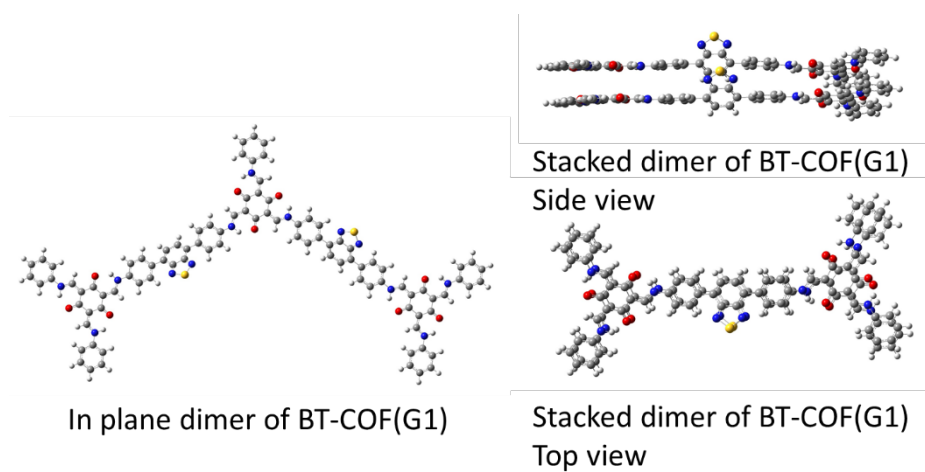 In plane dimer of BT-COF(G1)
Stacked dimer of BT-COF(G1)
Side view
Stacked dimer of BT-COF(G1)
Top view